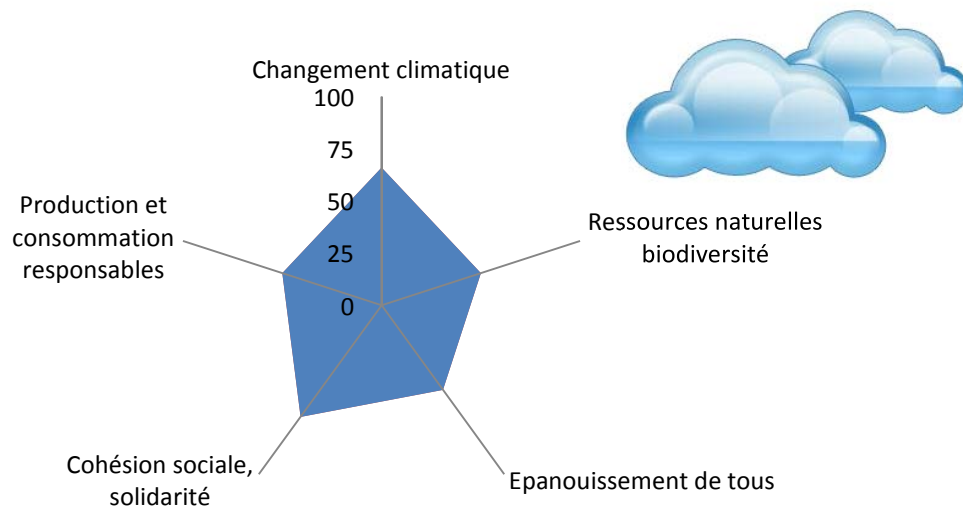 Changement climatique
100
75
50
25
0
Ressources naturelles
biodiversité
Epanouissement de tous
Cohésion sociale,
solidarité
Production et
consommation
responsables